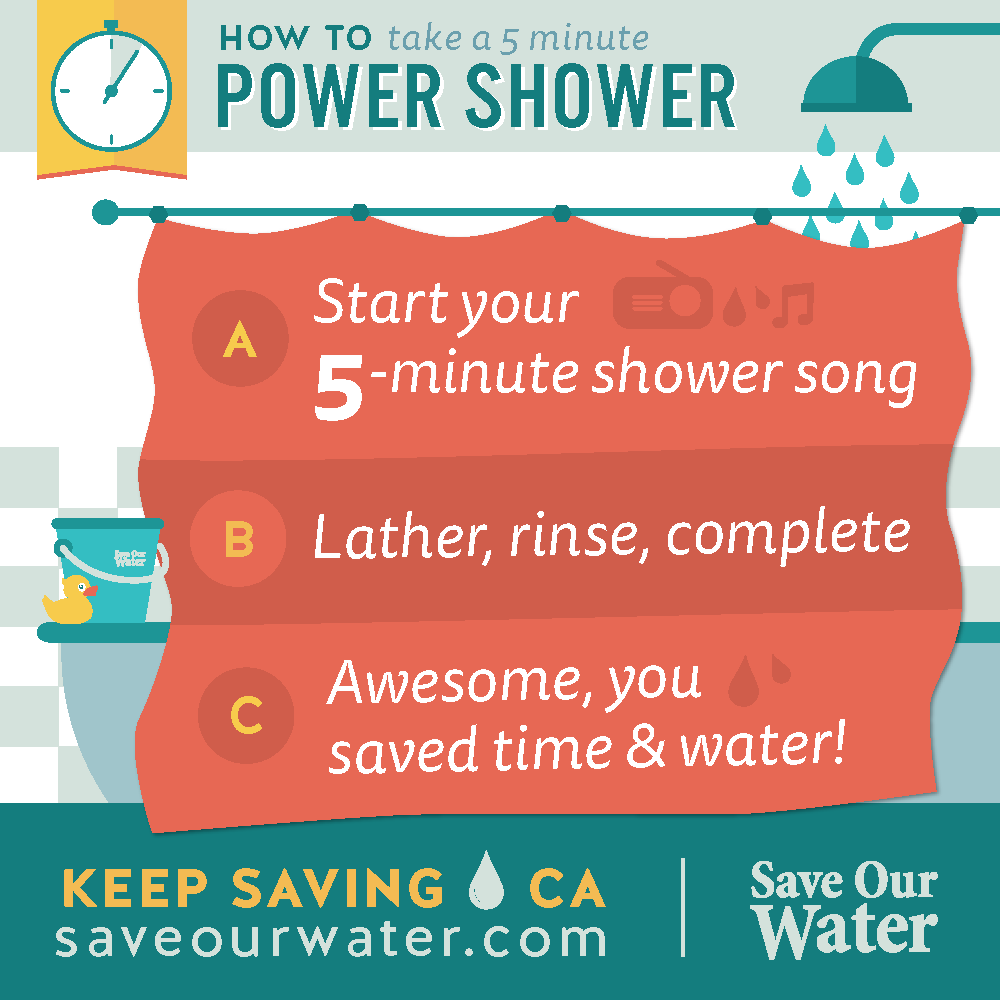 HOW TO take a 5 minute
POWER SHOWER
A
Start your
5-minute shower song
B
Lather, rinse, complete
Save Our
Water
C
Awesome, you
saved time & water!
KEEP SAVING CA
saveourwater.com
Save Our
Water